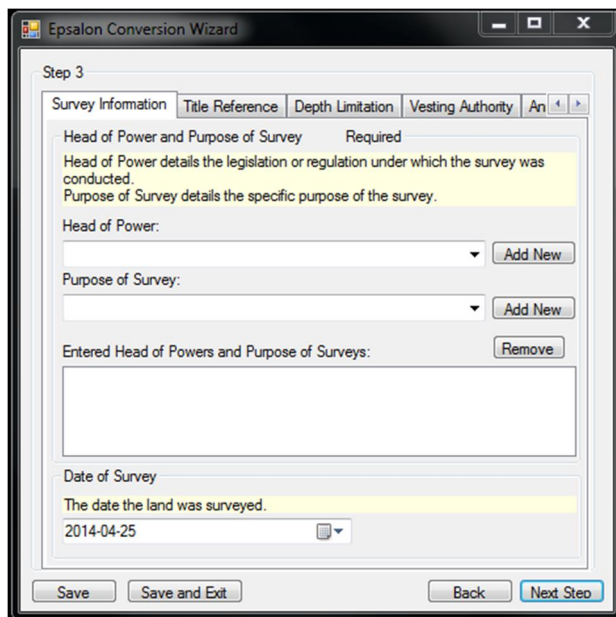 Epsalon Conversion Wizard
Step 3
Survey Information Title Reference Depth Limitation Vesting Authority An
Head of Power and Purpose of Survey Required
Head of Power details the legislation or regulation under which the survey was
conducted.
Purpose of Survey details the specific purpose of the survey.
Head of Power:
Add New
Purpose of Survey:
Add New
Entered Head of Powers and Purpose of Surveys: Remove
Date of Survey
The date the land was surveyed.
2014-04-25
Save Save and Exit Back Next Step